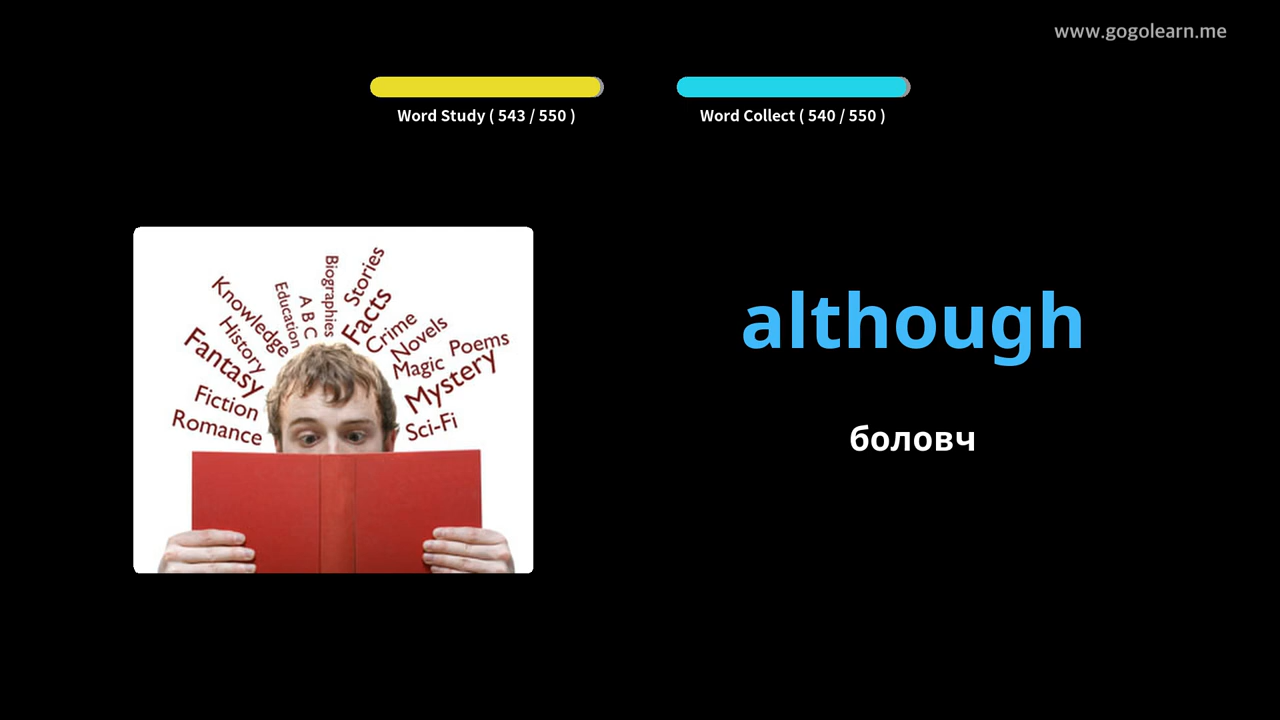 www.gogolearn.me
Word Study ( 543 / 550 )
Word Collect ( 540 / 550 )
Biographies
Stories
Knowledge
Education
A B C
Facts
History
Crime
Novels
Fantasy
Magic
Poems
Mystery
Fiction
Romance
Sci-Fi
although
боловч